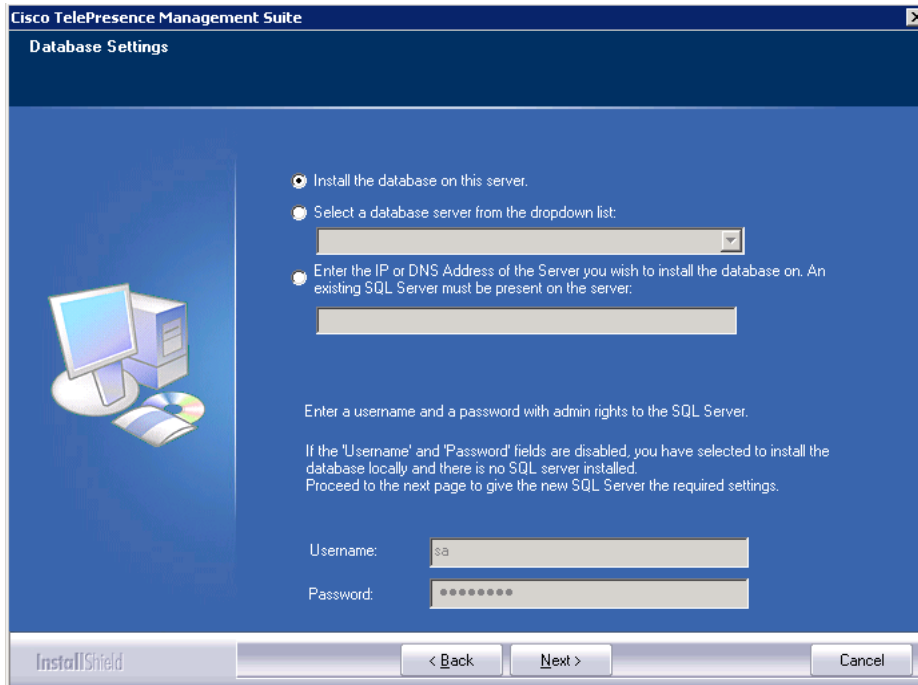 Cisco TelePresence Management Suite
Database Settings
Install the database on this server.
Select a database server from the dropdown list:
Enter the IP or DNS Address of the Server you wish to install the database on. An
existing SQL Server must be present on the server:
Enter a username and a password with admin rights to the SQL Server.
If the 'Username' and 'Password' fields are disabled, you have selected to install the
database locally and there is no SQL server installed.
Proceed to the next page to give the new SQL Server the required settings.
Username: sa
Password: ●●●●●●●●
InstallShield
< Back Next > Cancel